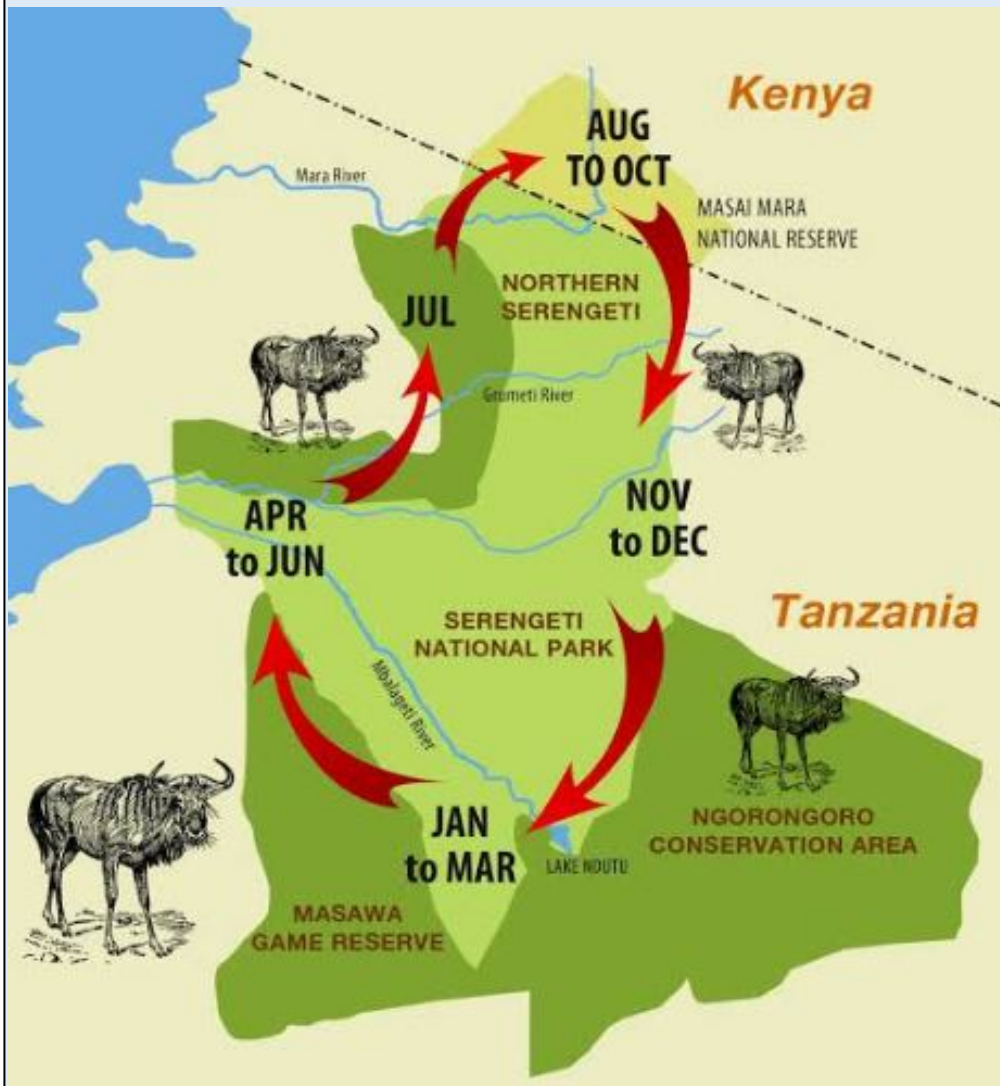 Kenya
AUG
TO OCT
Mara River
MASAI MARA
NATIONAL RESERVE
NORTHERN
SERENGETI
JUL
Grumeti River
APR
to JUN
NOV
to DEC
Tanzania
SERENGETI
NATIONAL PARK
Mbalageti River
JAN
to MAR
LAKE NDUTU
NGORONGORO
CONSERVATION AREA
MASAWA
GAME RESERVE